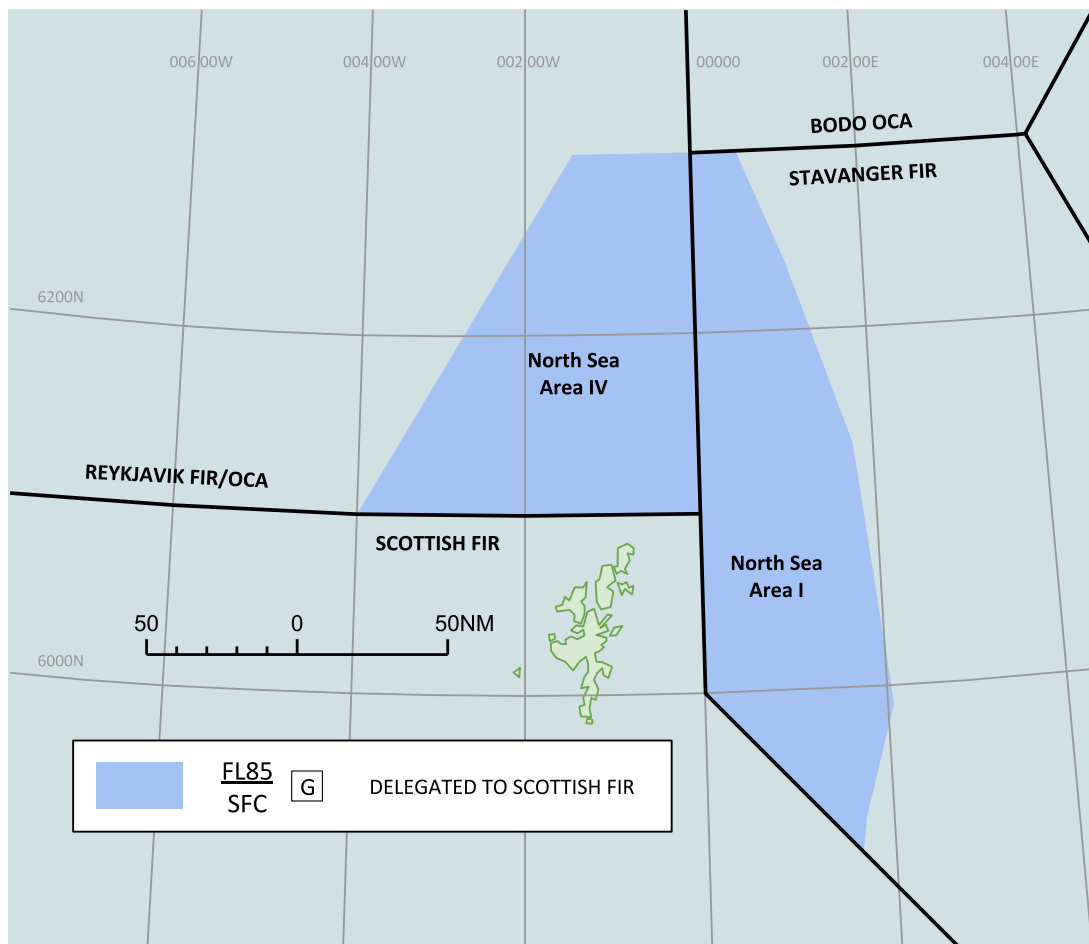 006 00W
004 00W
002 00W
00000
002 00E
004 00E
BODO OCA
STAVANGER FIR
6200N
North Sea
Area IV
REYKJAVIK FIR/OCA
SCOTTISH FIR
North Sea
Area I
50 0 50NM
6000N
FL85
SFC
G
DELEGATED TO SCOTTISH FIR